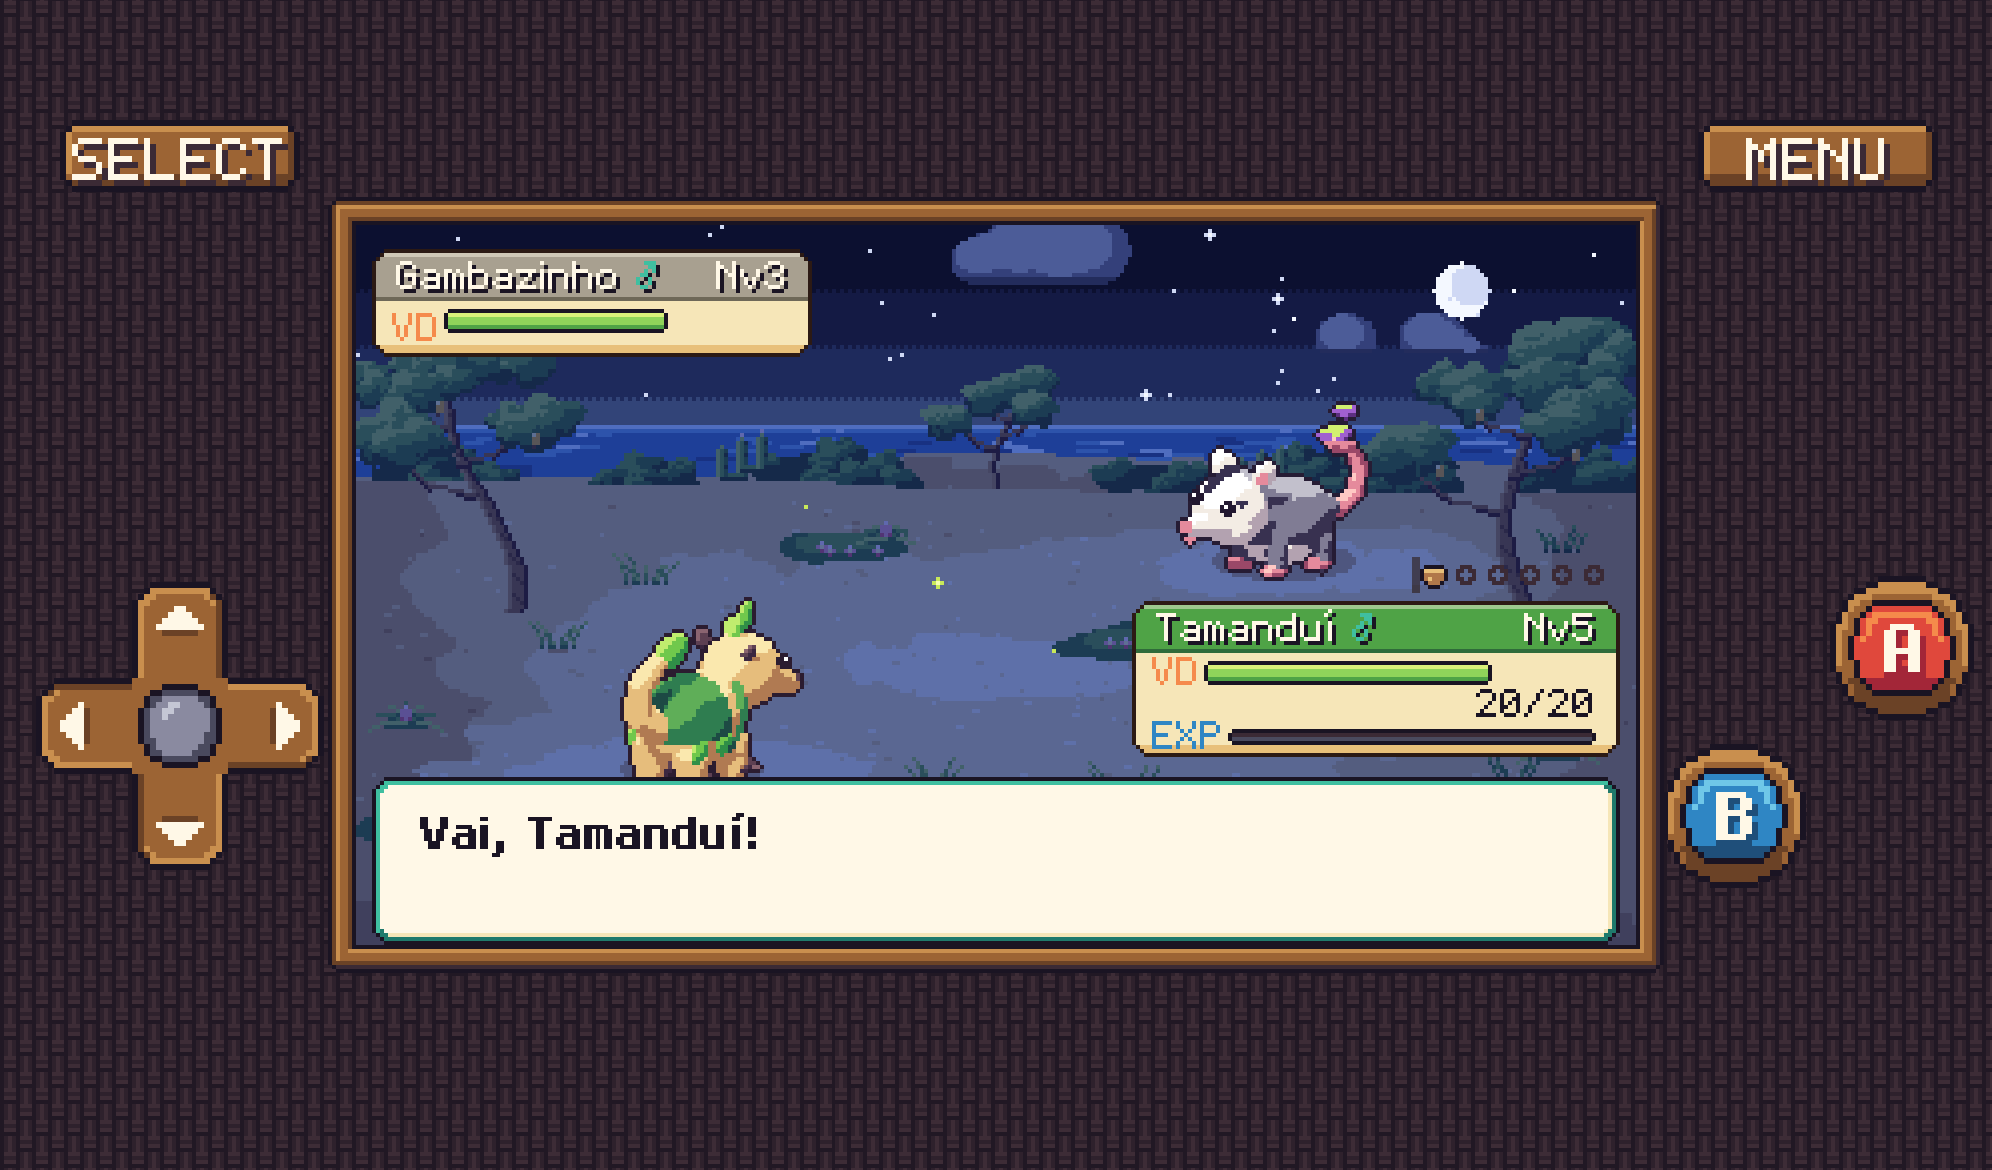 SELECT
MENU
Gambazinho ♂ Nv3
VD
Tamanduí ♂ Nv5
VD
20/20
EXP
Vai, Tamanduí!
A
B